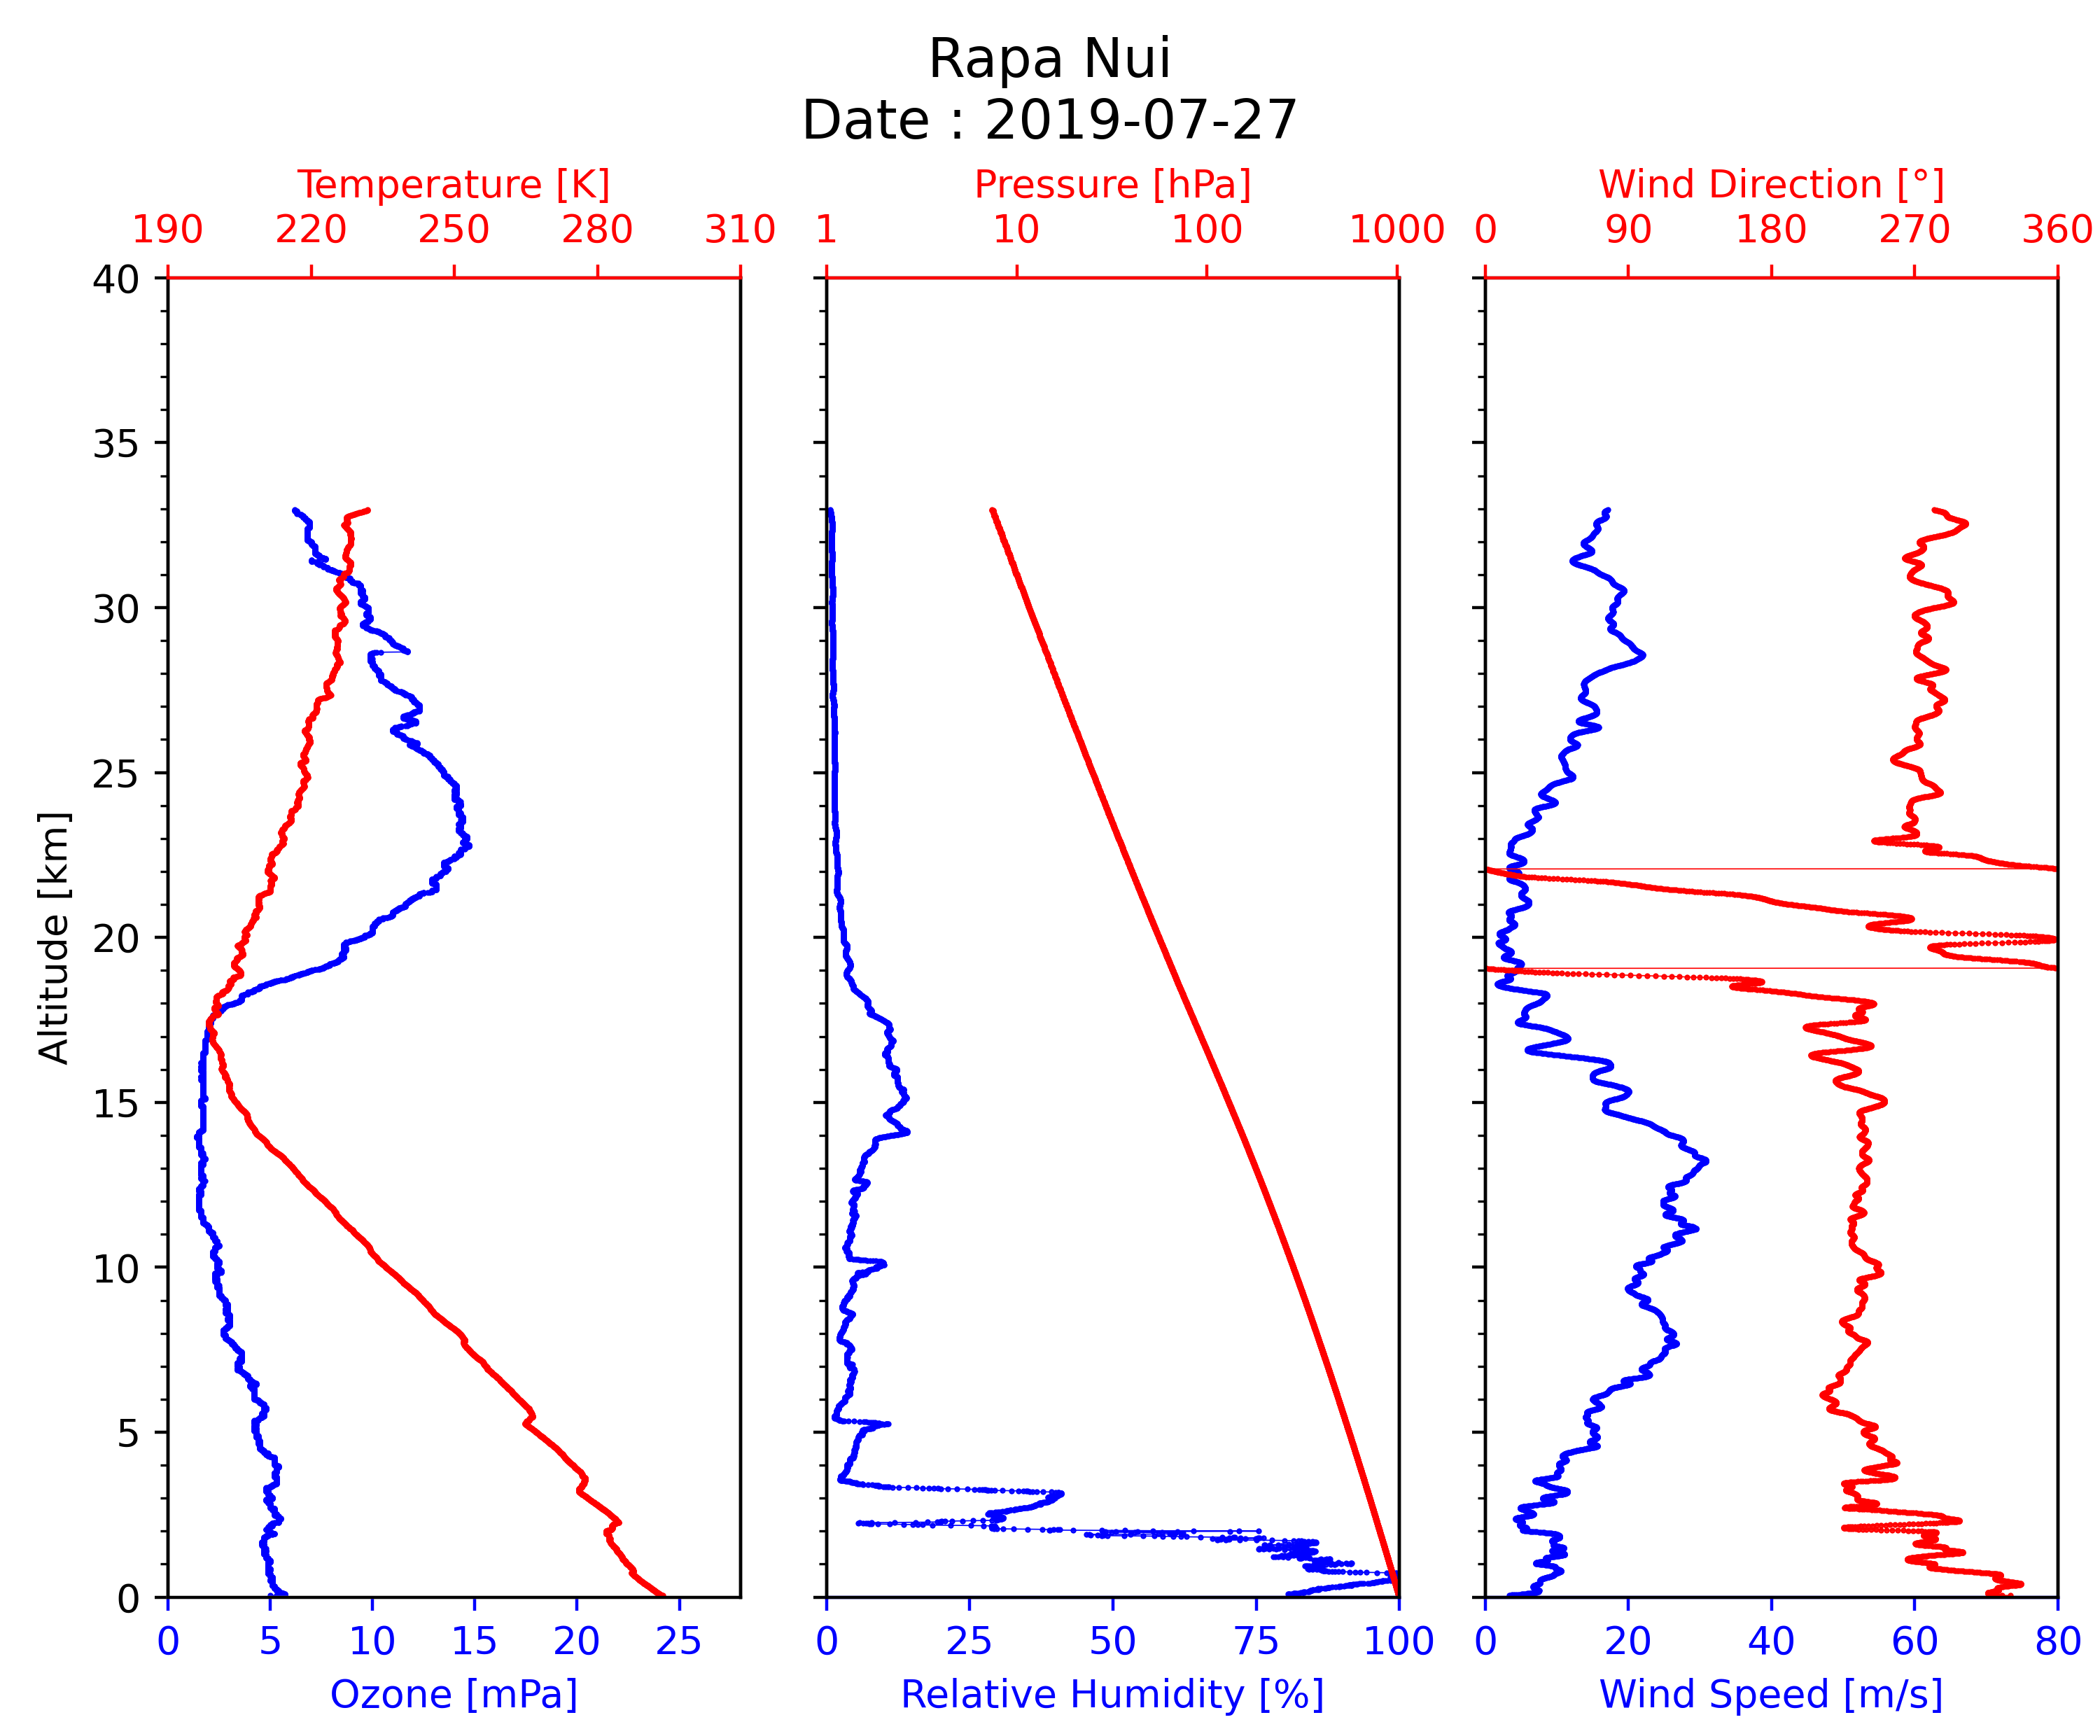 Rapa Nui
Date : 2019-07-27
Temperature [K]
190 220 250 280 310
Pressure [hPa]
1 10 100 1000
Wind Direction [°]
0 90 180 270 360
Altitude [km]
40
35
30
25
20
15
10
5
0
0 5 10 15 20 25
Ozone [mPa]
0 25 50 75 100
Relative Humidity [%]
0 20 40 60 80
Wind Speed [m/s]